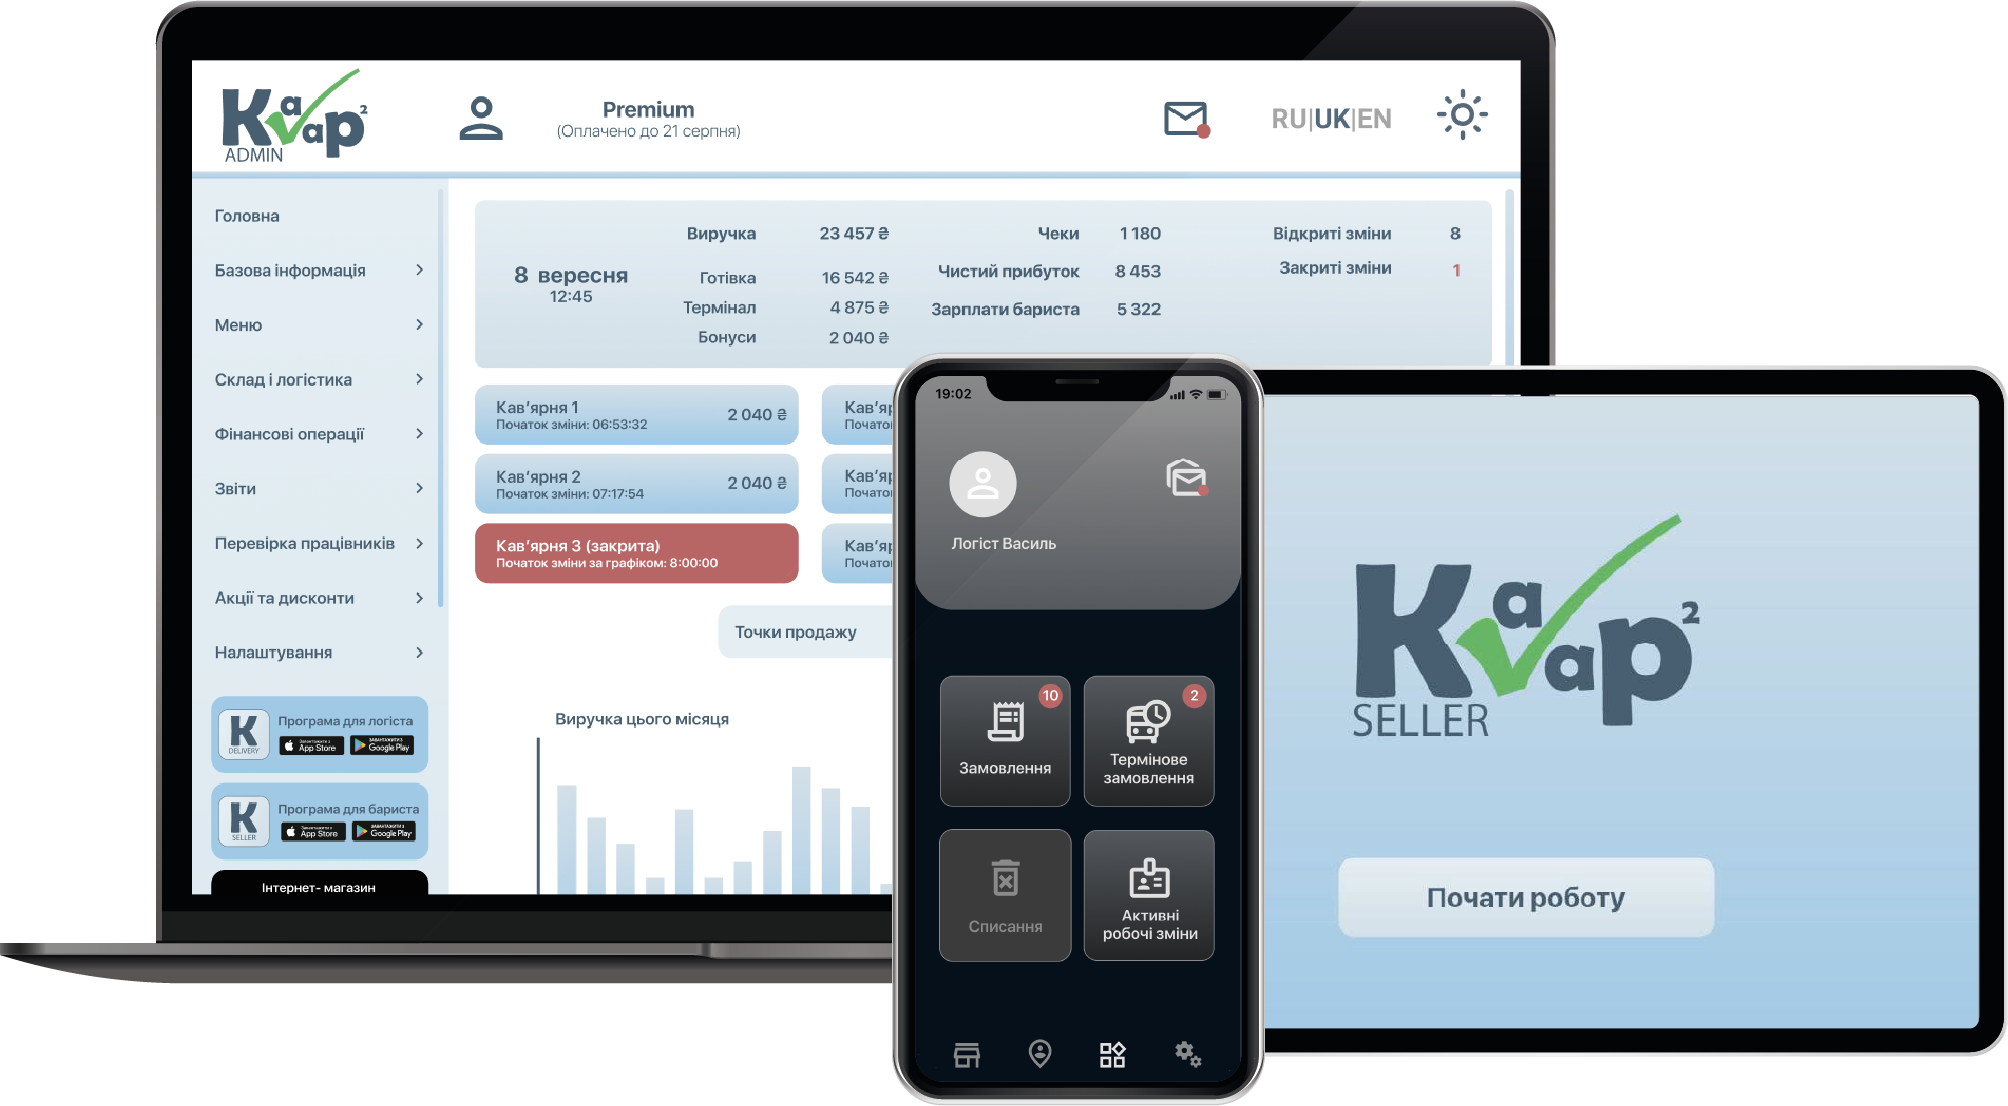 Каvар²
ADMIN
Premium
(Оплачено до 21 серпня)
RU|UK|EN
Головна
Базова інформація
Меню
Склад і логістика
Фінансові операції
Звіти
Перевірка працівників
Акції та дисконти
Налаштування
K
DELIVERY
Програма для логіста
App Store
ЗАВАНТАЖИТИ З
Google Play
K
SELLER
Програма для бариста
App Store
Google Play
Інтернет- магазин
8 вересня
12:45
Виручка 23 457 ₴
Готівка 16 542 ₴
Термінал 4 875 ₴
Бонуси 2 040 ₴
Чеки 1 180
Чистий прибуток 8 453
Зарплати бариста 5 322
Відкриті зміни 8
Закриті зміни 1
Кав’ярня 1
Початок зміни: 06:53:32
2 040 ₴
Кав’ярня 2
Початок зміни: 07:17:54
2 040 ₴
Кав’ярня 3 (закрита)
Початок зміни за графіком: 8:00:00
Точки продажу
Виручка цього місяця
19:02
Логіст Василь
10
Замовлення
2
Термінове
замовлення
Списання
Активні
робочі зміни
Каvар²
SELLER
Почати роботу